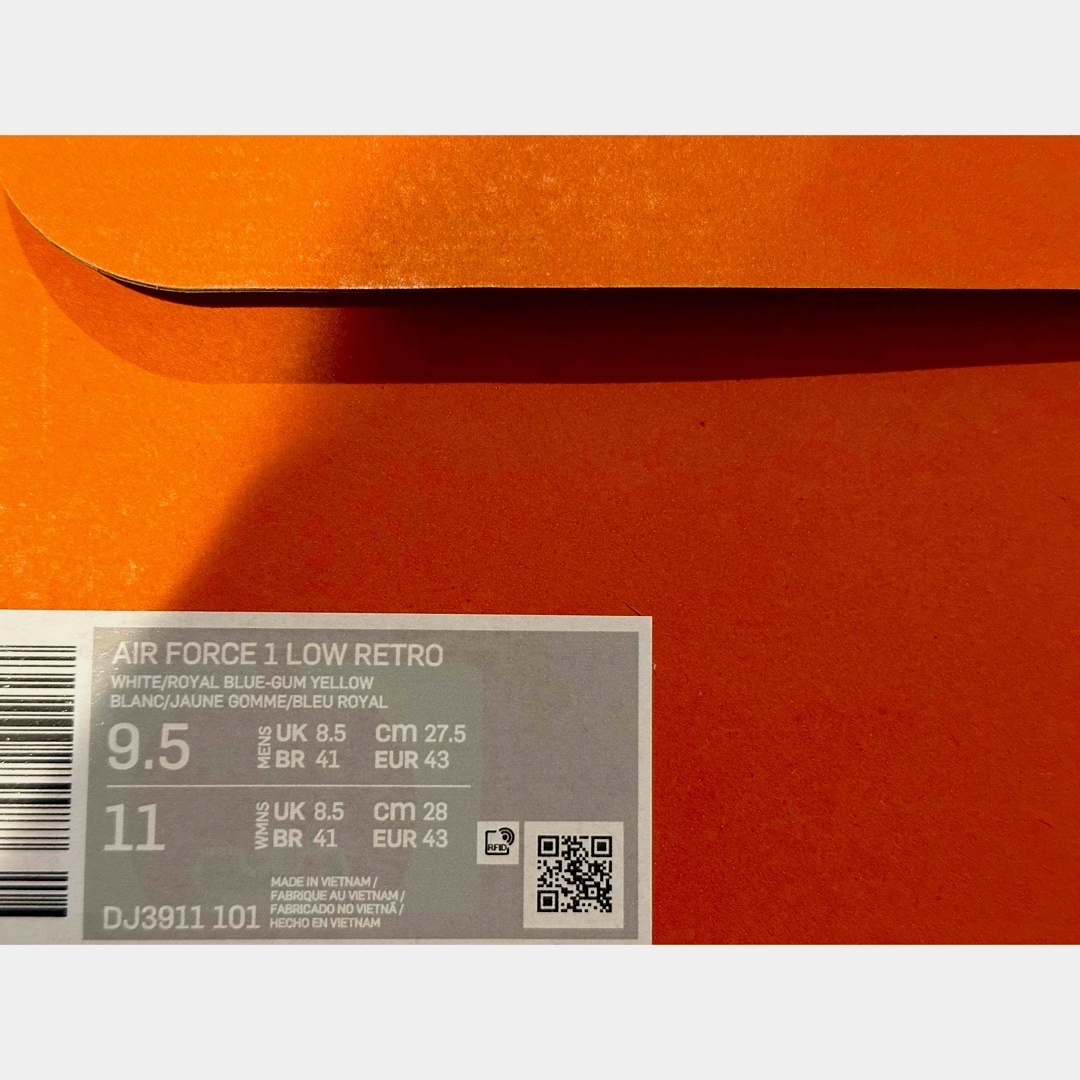 AIR FORCE 1 LOW RETRO
WHITE/ROYAL BLUE-GUM YELLOW
BLANC/JAUNE GOMME/BLEU ROYAL
9.5 MENS UK 8.5 cm 27.5
BR 41 EUR 43
11 WMNS UK 8.5 cm 28
BR 41 EUR 43
RFID
MADE IN VIETNAM /
FABRIQUE AU VIETNAM /
FABRICADO NO VIETNÃ /
HECHO EN VIETNAM
DJ3911 101